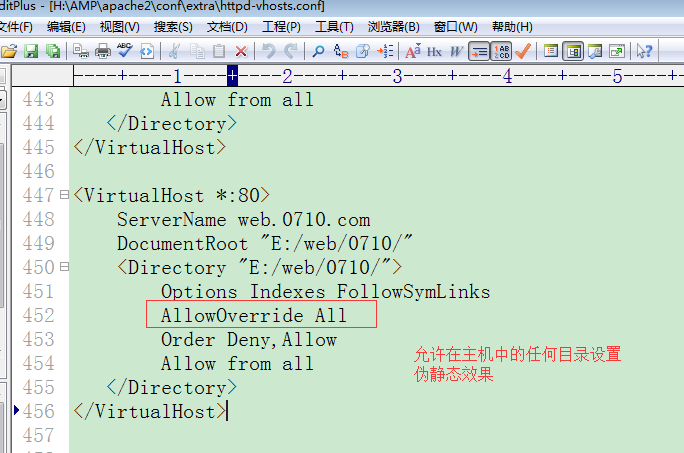 ditPlus - [H:\AMP\apache2\conf\extra\httpd-vhosts.conf]
文件(F) 编辑(E) 视图(V) 搜索(S) 文档(D) 工程(P) 工具(T) 浏览器(B) 窗口(W) 帮助(H)
----+----1----+----2----+----3----+----4----+----5----+--
443 Allow from all
444 </Directory>
445 </VirtualHost>
446
447 <VirtualHost *:80>
448 ServerName web.0710.com
449 DocumentRoot "E:/web/0710/"
450 <Directory "E:/web/0710/">
451 Options Indexes FollowSymLinks
452 AllowOverride All
453 Order Deny,Allow
454 Allow from all
允许在主机中的任何目录设置
伪静态效果
455 </Directory>
456 </VirtualHost>
457